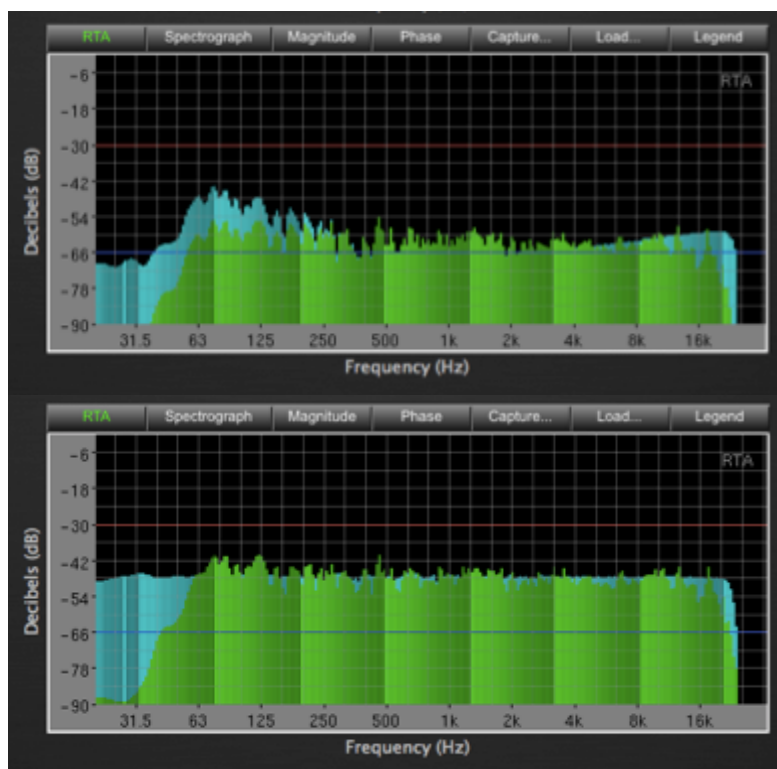 RTA Spectrograph Magnitude Phase Capture... Load... Legend
RTA
-6
-18
-30
-42
-54
-66
-78
-90
31.5 63 125 250 500 1k 2k 4k 8k 16k
Decibels (dB)
Frequency (Hz)
RTA Spectrograph Magnitude Phase Capture... Load... Legend
RTA
-6
-18
-30
-42
-54
-66
-78
-90
31.5 63 125 250 500 1k 2k 4k 8k 16k
Decibels (dB)
Frequency (Hz)